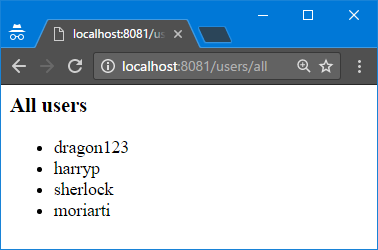 localhost:8081/us
localhost:8081/users/all
All users
dragon123
harryp
sherlock
moriarti